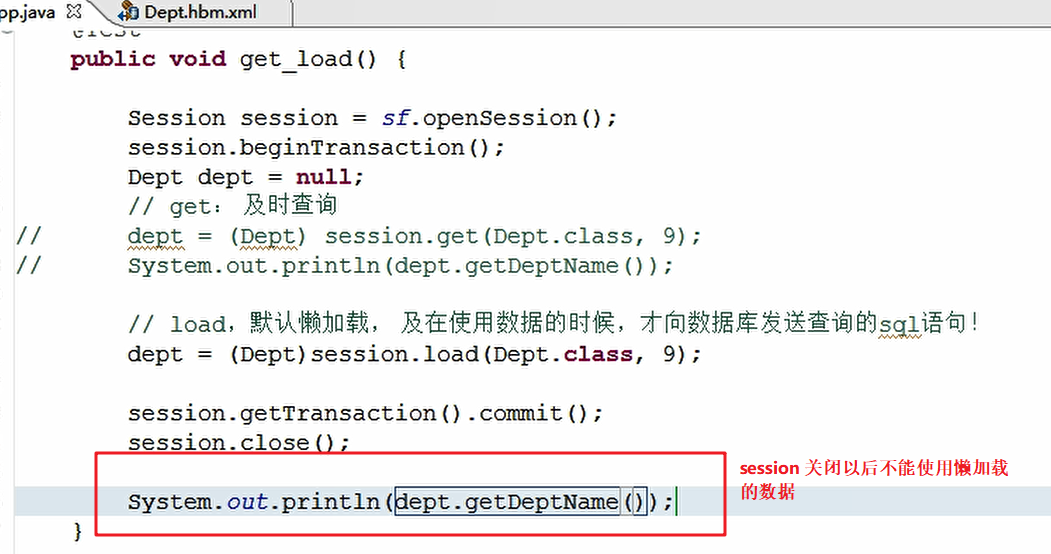 pp.java Dept.hbm.xml
@Test
public void get_load() {
Session session = sf.openSession();
session.beginTransaction();
Dept dept = null;
// get: 及时查询
// dept = (Dept) session.get(Dept.class, 9);
// System.out.println(dept.getDeptName());
// load，默认懒加载， 及在使用数据的时候，才向数据库发送查询的sql语句！
dept = (Dept)session.load(Dept.class, 9);
session.getTransaction().commit();
session.close();
session 关闭以后不能使用懒加载
的数据
System.out.println(dept.getDeptName());
}